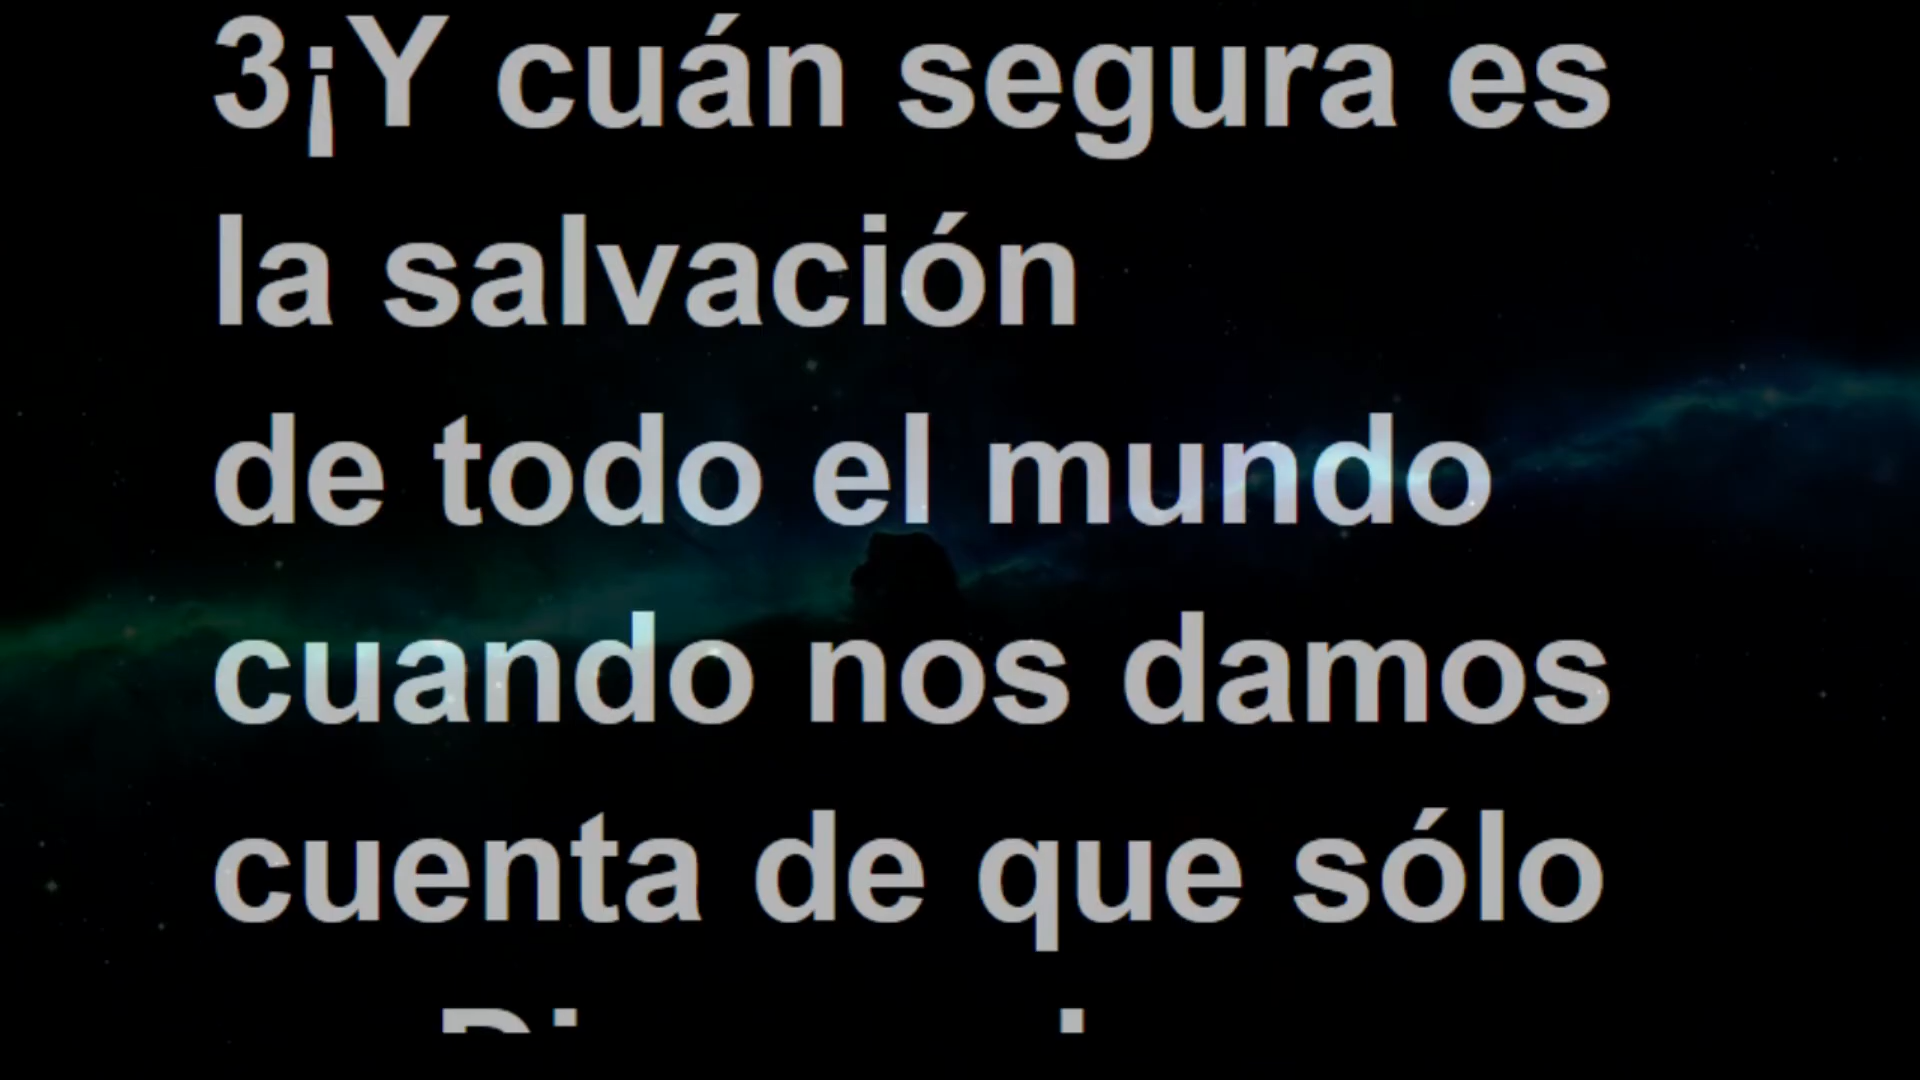 3¡Y cuán segura es
la salvación
de todo el mundo
cuando nos damos
cuenta de que sólo